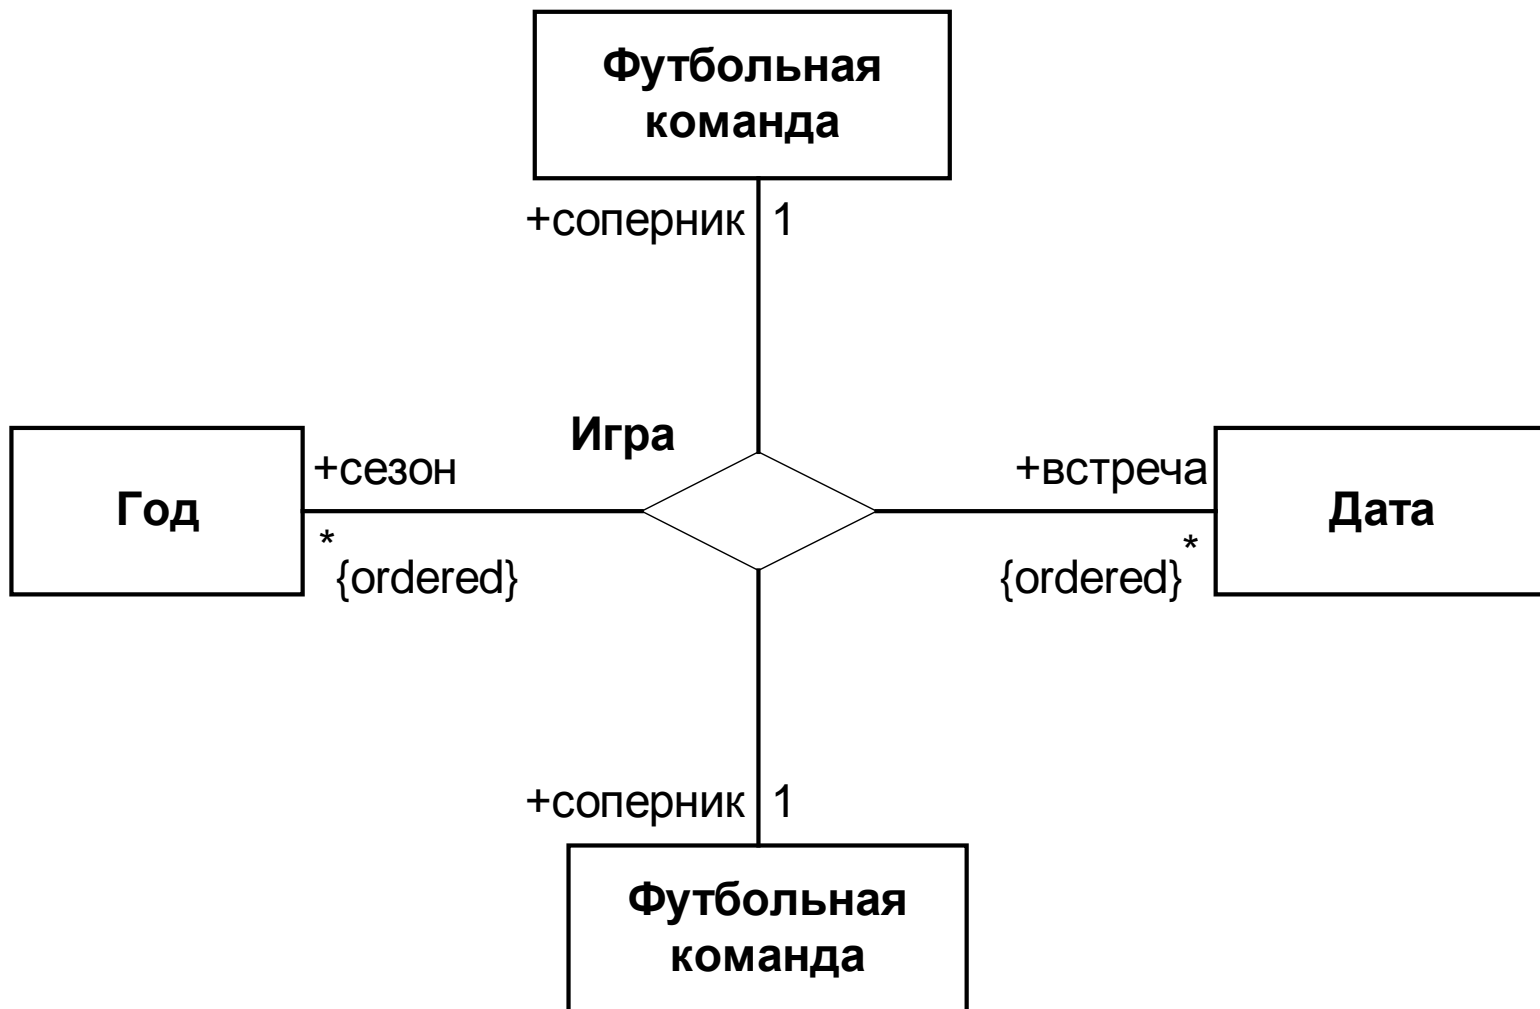 Футбольная
команда
+соперник 1
Игра
+сезон
+встреча
Год
Дата
*
{ordered}
*
{ordered}
+соперник 1
Футбольная
команда